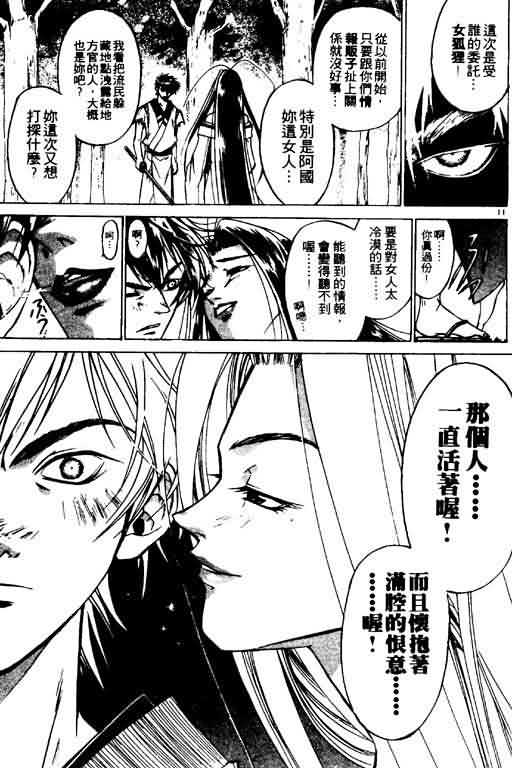 這次是受
誰的委託…
女狐狸！
從以前開始，
只要跟你們情
報販子扯上關
係就沒好事…
特別是阿國
妳這女人…
我看把流民躲
藏地點洩露給地
方官的人，大概
也是妳吧？
妳這次又想
打探什麼？
11
啊…
你真過份！
要是對女人太
冷漠的話……
啊嗯…
能聽到的情報，
會變得聽不到
喔……
啊？
那個人……
一直活著喔！
而且懷抱著
滿腔的恨意
……喔！